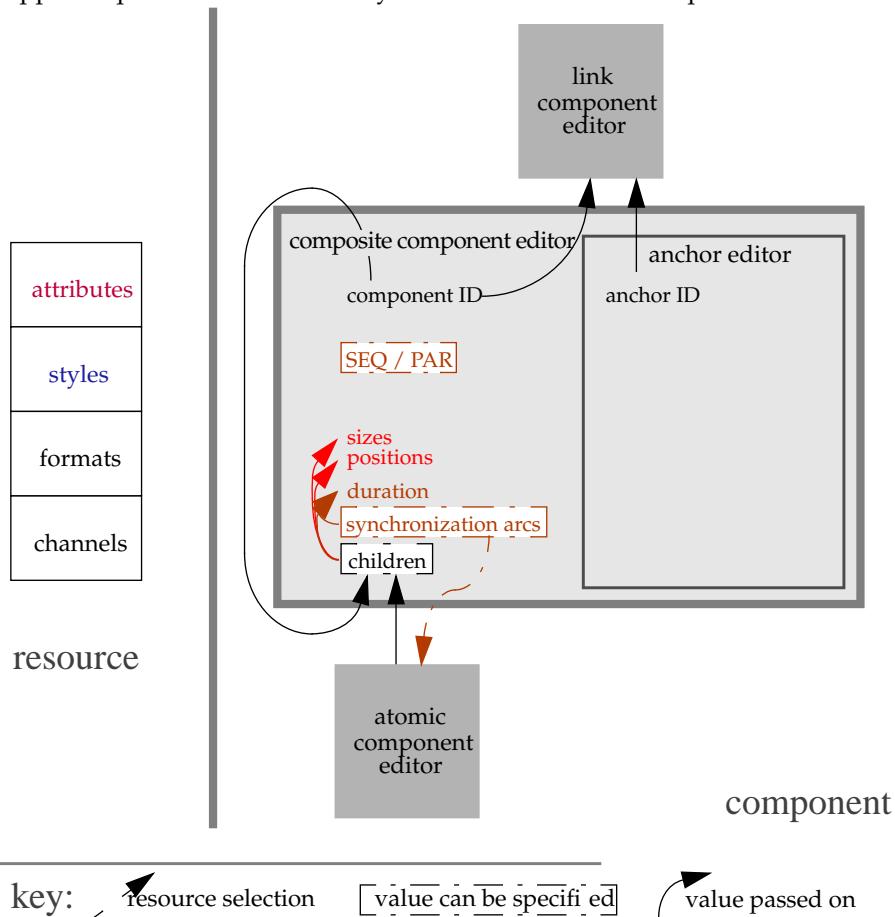 link
component
editor
composite component editor
anchor editor
component ID
anchor ID
attributes
SEQ / PAR
styles
sizes
positions
formats
duration
synchronization arcs
channels
children
resource
atomic
component
editor
component
key:
resource selection
value can be specifi ed
value passed on